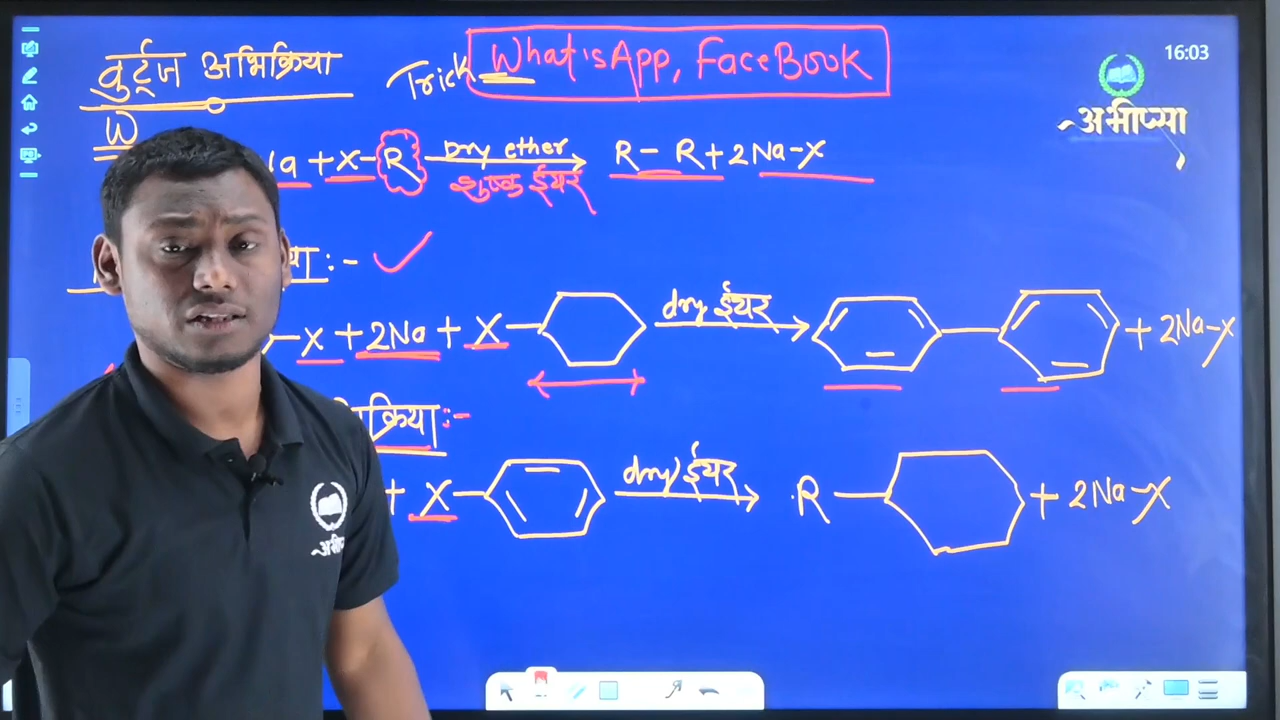 वुर्ट्ज अभिक्रिया
Trick What'sApp, FaceBook
16:03
अभीप्सा
W
+ X-R Dry ether R-R + 2Na-X
शुष्क ईथर
:-
-X + 2Na + X- dry ईथर + 2Na-X
क्रिया:-
+ X- dry ईथर R- + 2Na-X